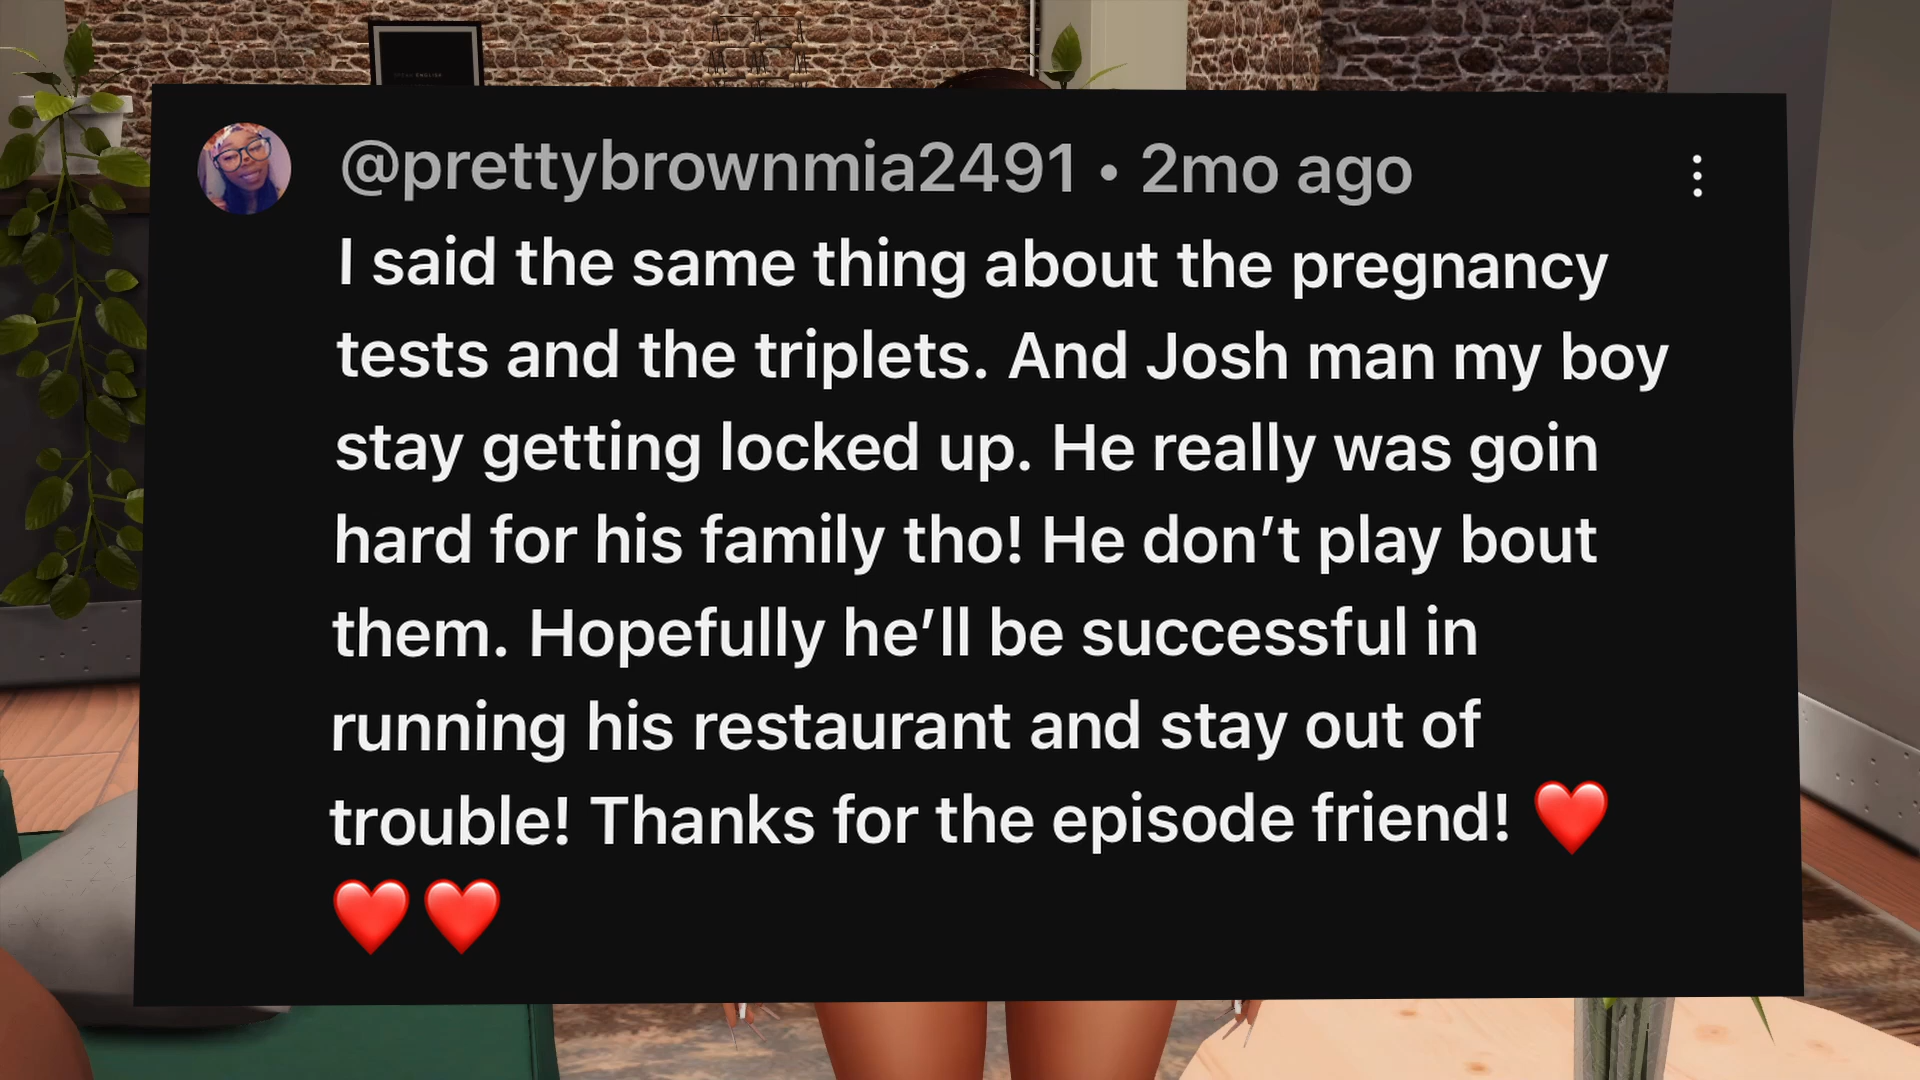 @prettybrownmia2491 • 2mo ago
I said the same thing about the pregnancy
tests and the triplets. And Josh man my boy
stay getting locked up. He really was goin
hard for his family tho! He don’t play bout
them. Hopefully he’ll be successful in
running his restaurant and stay out of
trouble! Thanks for the episode friend! ❤️
❤️❤️